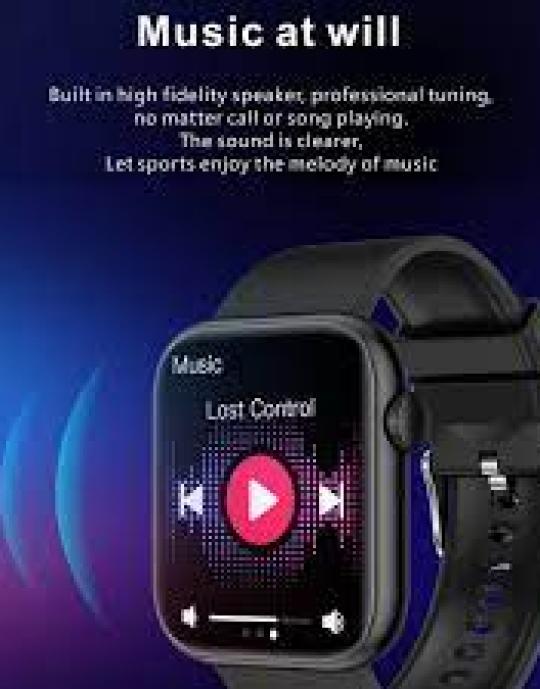 Music at will
Built in high fidelity speaker, professional tuning,
no matter call or song playing,
The sound is clearer,
Let sports enjoy the melody of music
Music
Lost Control